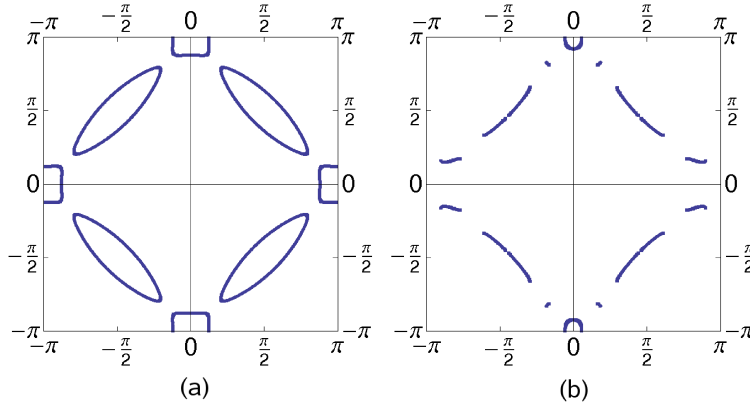 −π −π/2 0 π/2 π −π −π/2 0 π/2 π
π π π π
π/2 π/2 π/2 π/2
0 0 0 0
−π/2 −π/2 −π/2 −π/2
−π −π −π −π
−π −π/2 0 π/2 π −π −π/2 0 π/2 π
(a) (b)